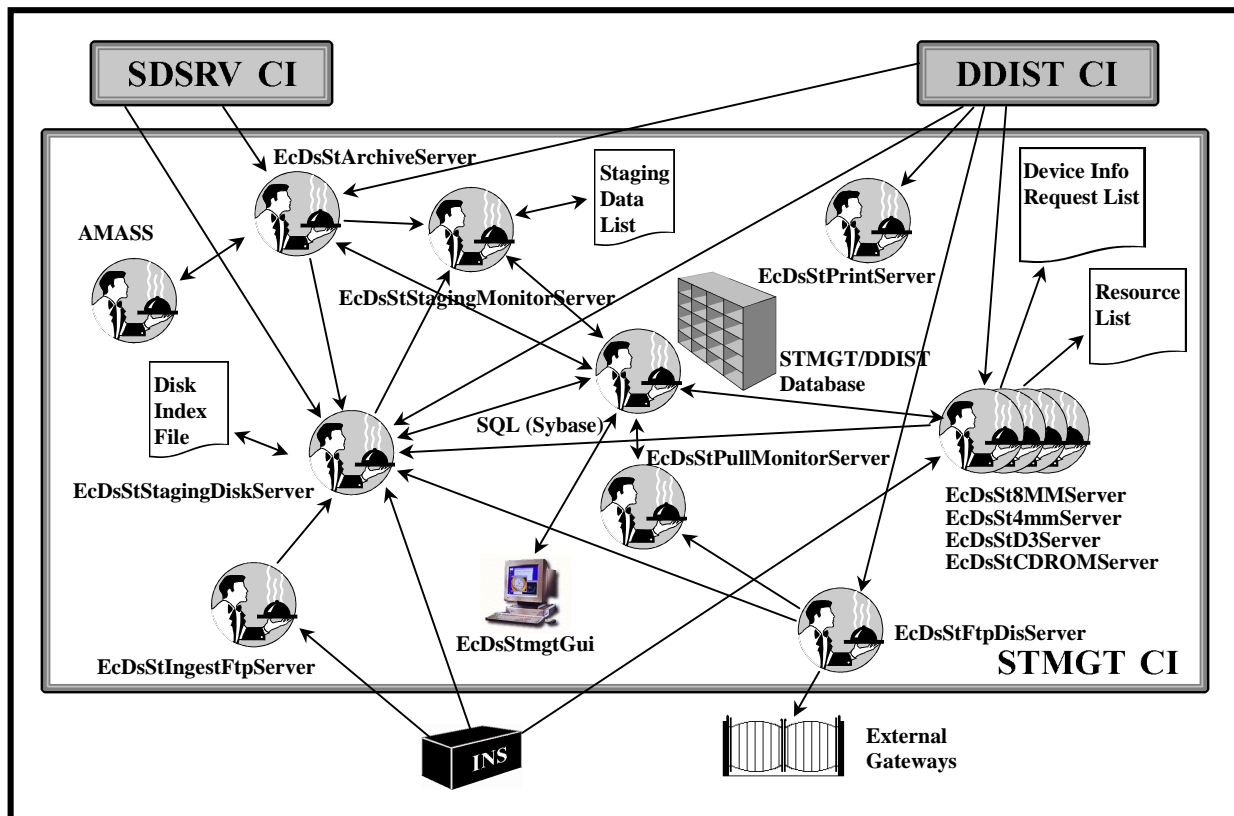 SDSRV CI
DDIST CI
EcDsStArchiveServer
Staging
Data
List
Device Info
Request List
AMASS
EcDsStStagingMonitorServer
EcDsStPrintServer
Resource
List
STMGT/DDIST
Database
Disk
Index
File
SQL (Sybase)
EcDsStPullMonitorServer
EcDsStStagingDiskServer
EcDsSt8MMServer
EcDsSt4mmServer
EcDsStD3Server
EcDsStCDROMServer
EcDsStmgtGui
EcDsStFtpDisServer
EcDsStIngestFtpServer
STMGT CI
INS
External
Gateways